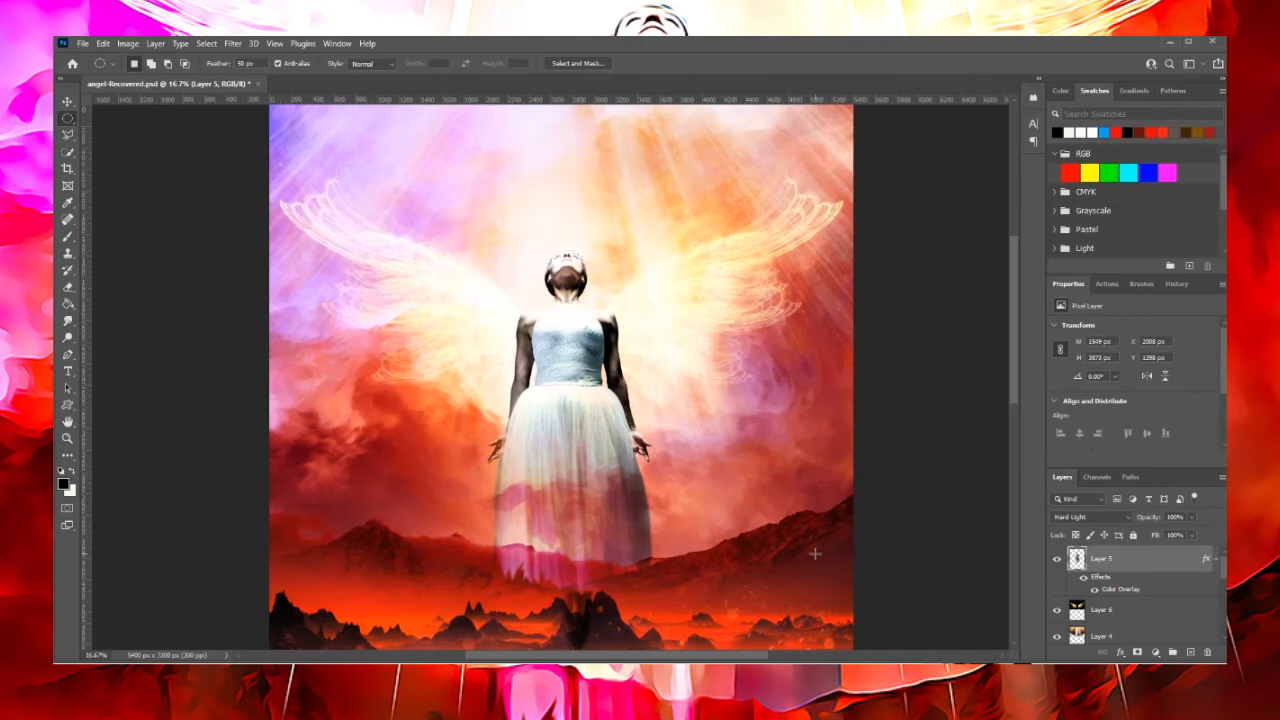 Ps File Edit Image Layer Type Select Filter 3D View Plugins Window Help
Feather: 50 px Anti-alias Style: Normal Width: Height: Select and Mask...
angel-Recovered.psd @ 16.7% (Layer 5, RGB/8) *
Color Swatches Gradients Patterns
Search Swatches
RGB
CMYK
Grayscale
Pastel
Light
Properties Actions Brushes History
Pixel Layer
Transform
W 1549 px X 2008 px
H 3873 px Y 1298 px
0.00°
Align and Distribute
Align:
Layers Channels Paths
Kind
Hard Light Opacity: 100%
Lock: Fill: 100%
Layer 5 fx
Effects
Color Overlay
Layer 6
Layer 4
16.67% 5400 px x 7200 px (300 ppi)